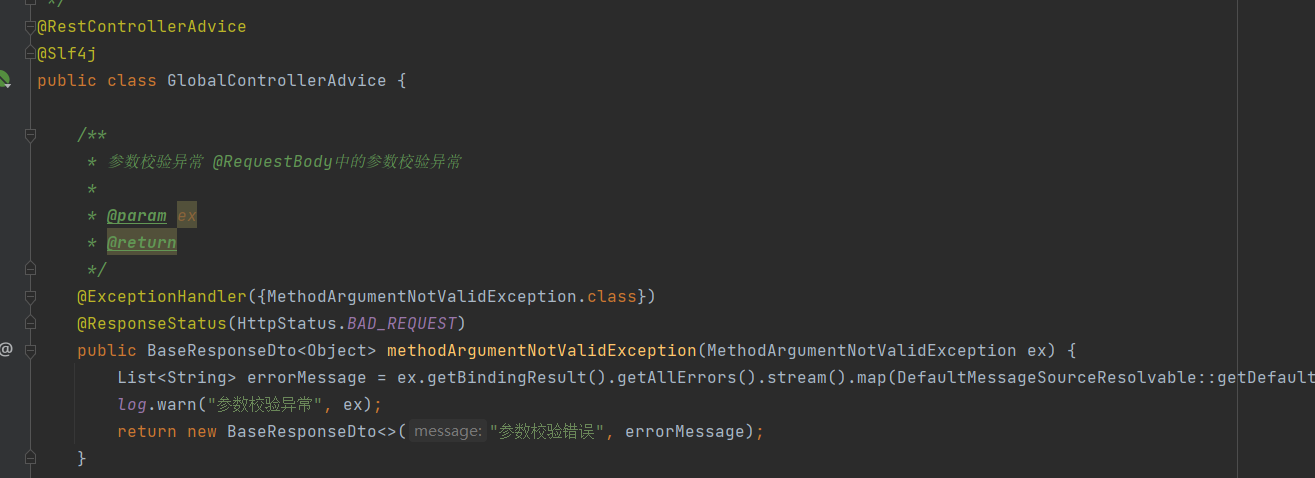 */
@RestControllerAdvice
@Slf4j
public class GlobalControllerAdvice {
/**
* 参数校验异常 @RequestBody中的参数校验异常
*
* @param ex
* @return
*/
@ExceptionHandler({MethodArgumentNotValidException.class})
@ResponseStatus(HttpStatus.BAD_REQUEST)
@ public BaseResponseDto<Object> methodArgumentNotValidException(MethodArgumentNotValidException ex) {
List<String> errorMessage = ex.getBindingResult().getAllErrors().stream().map(DefaultMessageSourceResolvable::getDefault
log.warn("参数校验异常", ex);
return new BaseResponseDto<>( message: "参数校验错误", errorMessage);
}